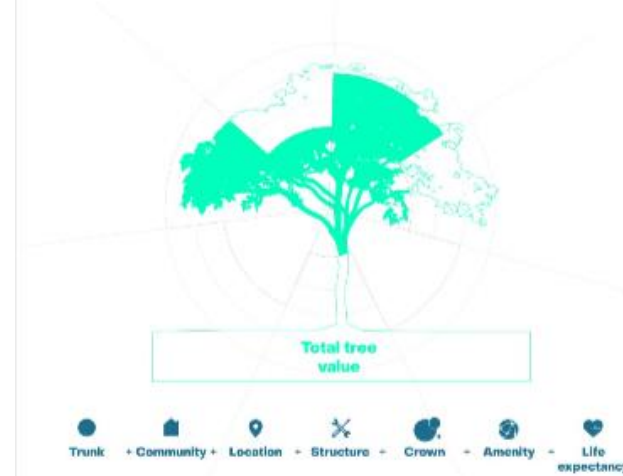 Total tree
value
Trunk + Community + Location + Structure + Crown + Amenity + Life
expectancy